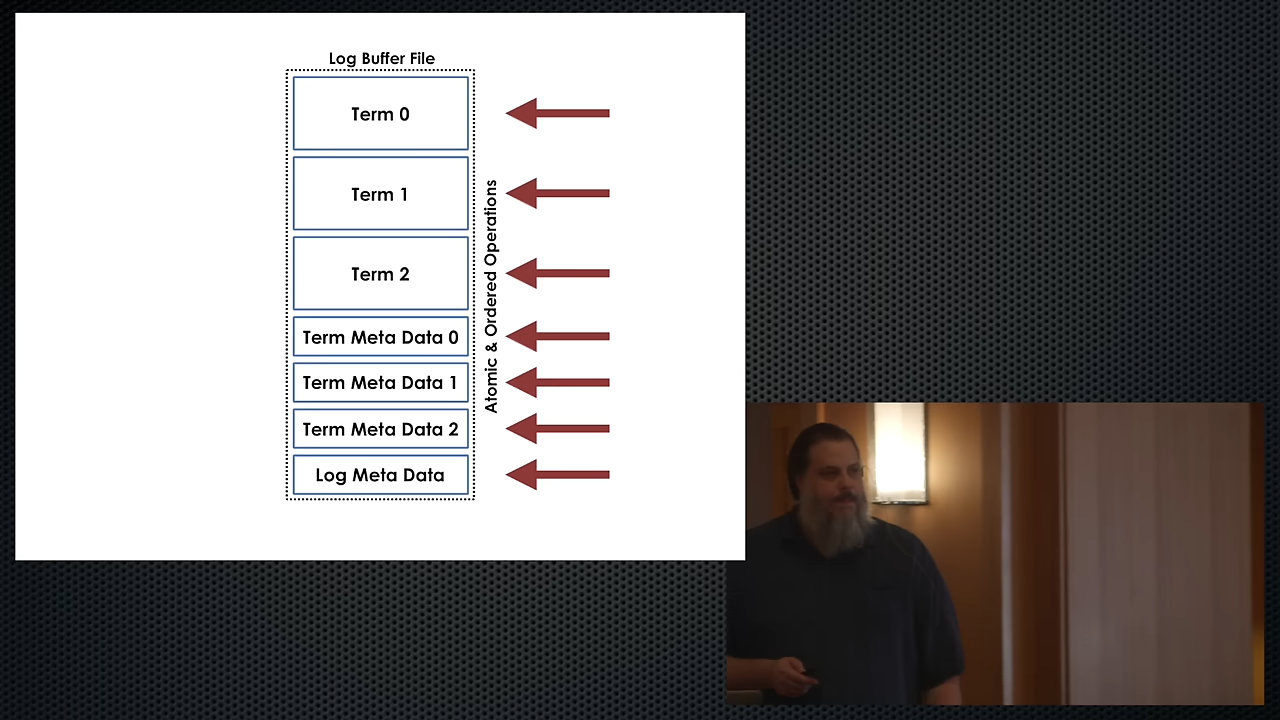 Log Buffer File
Term 0
Term 1
Term 2
Term Meta Data 0
Term Meta Data 1
Term Meta Data 2
Log Meta Data
Atomic & Ordered Operations